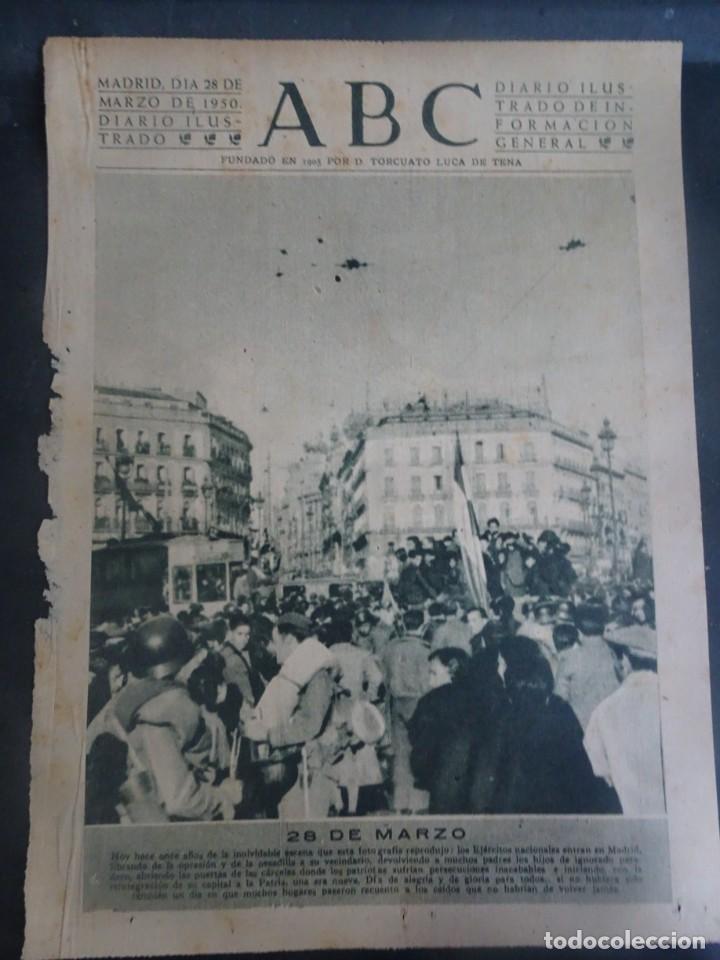 MADRID, DIA 28 DE
MARZO DE 1950.
DIARIO ILUS-
TRADO
ABC
DIARIO ILUS-
TRADO DE IN-
FORMACION
GENERAL
FUNDADO EN 1905 POR D. TORCUATO LUCA DE TENA
28 DE MARZO
Hoy hace once años de la inolvidable escena que esta fotografía reprodujo: los Ejércitos nacionales entran en Madrid,
librando de la opresión y de la pesadilla a su vecindario, devolviendo a muchos padres los hijos de ignorado para-
dero, abriendo las puertas de las cárceles donde los patriotas sufrían persecuciones inacabables e iniciando, con la
reintegración de su capital a la Patria, una era nueva. Día de alegría y de gloria para todos... si no hubiera sido
también un día en que muchos hogares pasaron recuento a los caídos que no habrían de volver jamás.
todocoleccion